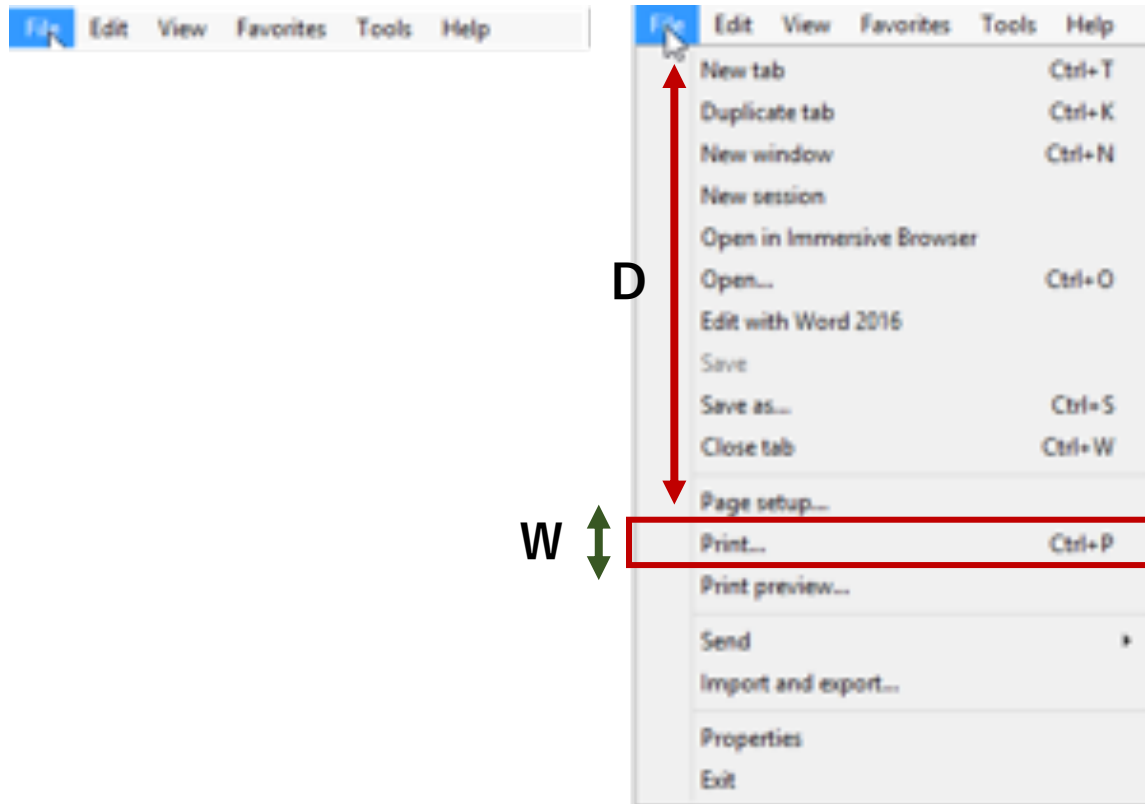 File Edit View Favorites Tools Help
File Edit View Favorites Tools Help
New tab Ctrl+T
Duplicate tab Ctrl+K
New window Ctrl+N
New session
Open in Immersive Browser
D
Open... Ctrl+O
Edit with Word 2016
Save
Save as... Ctrl+S
Close tab Ctrl+W
Page setup...
W
Print... Ctrl+P
Print preview...
Send
Import and export...
Properties
Exit